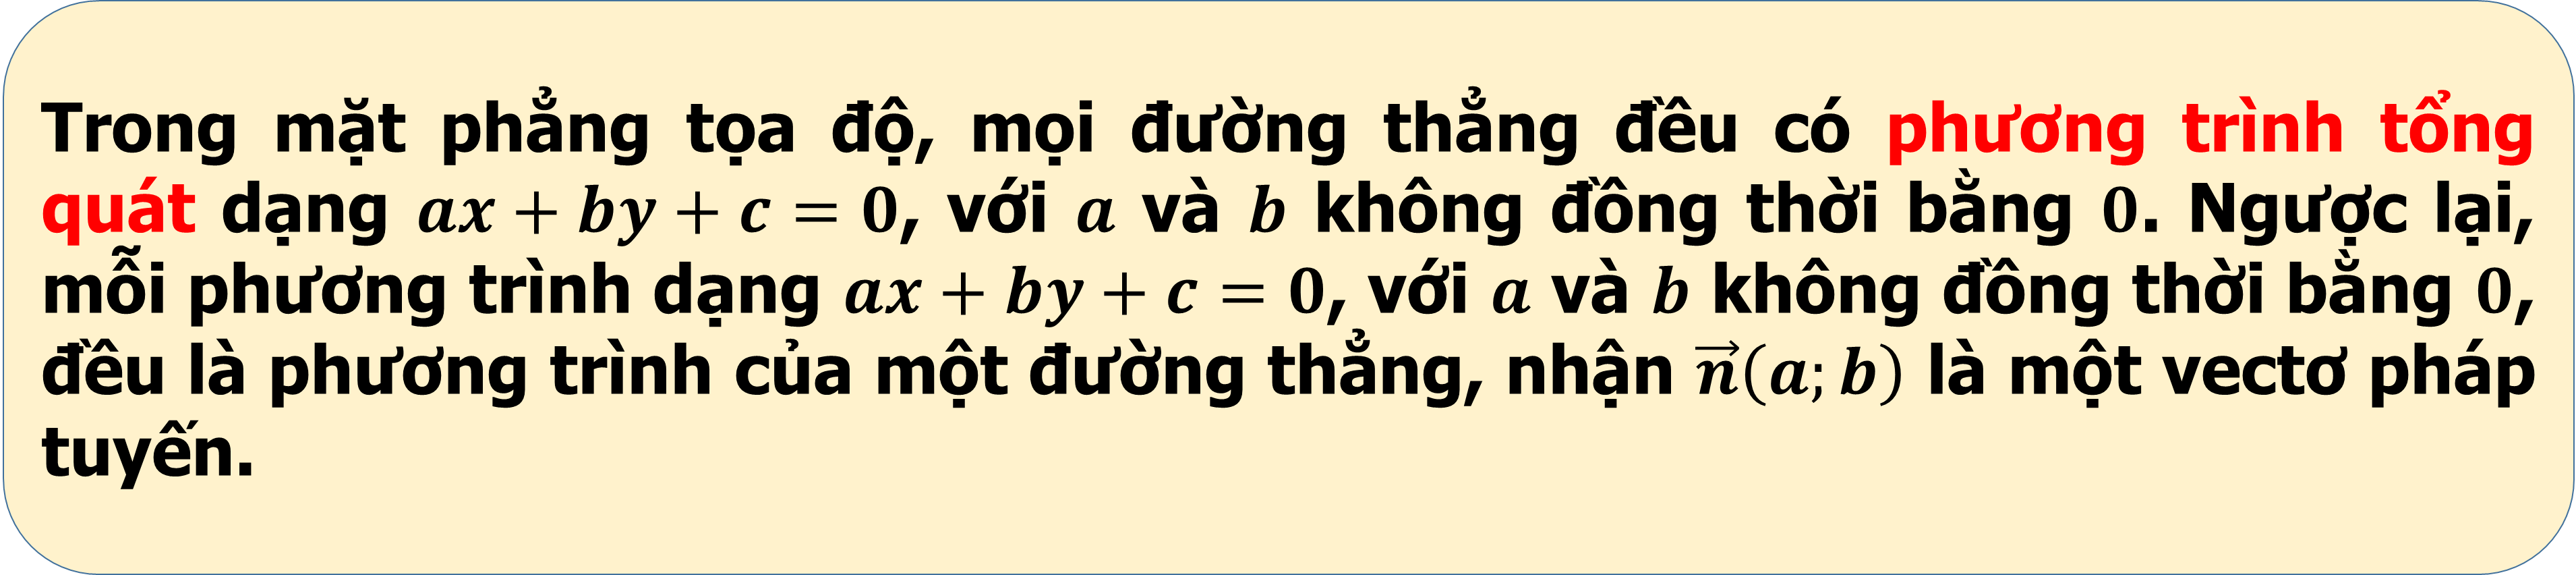 Trong mặt phẳng tọa độ, mọi đường thẳng đều có phương trình tổng
quát dạng ax + by + c = 0, với a và b không đồng thời bằng 0. Ngược lại,
mỗi phương trình dạng ax + by + c = 0, với a và b không đồng thời bằng 0,
đều là phương trình của một đường thẳng, nhận n⃗(a; b) là một vectơ pháp
tuyến.